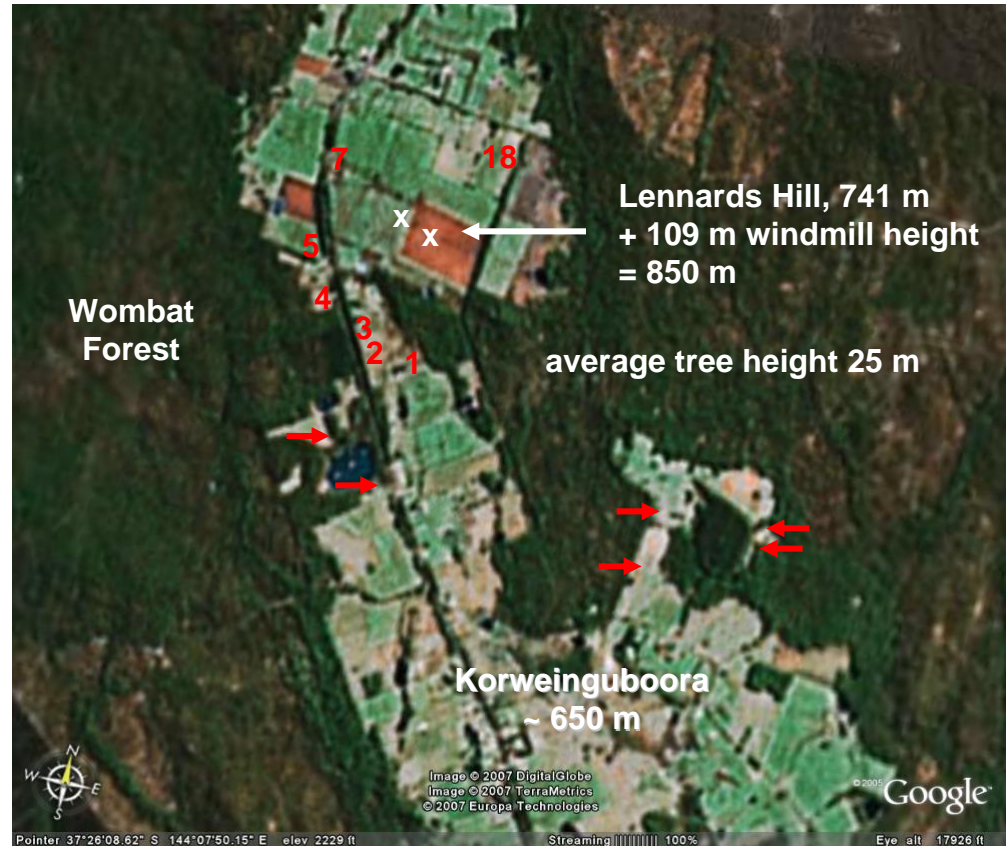 7
18
Lennards Hill, 741 m
+ 109 m windmill height
= 850 m
x
x
5
4
Wombat
Forest
3
2
1
average tree height 25 m
Korweinguboora
~ 650 m
N
W
E
S
Image © 2007 DigitalGlobe
Image © 2007 TerraMetrics
© 2007 Europa Technologies
©2005 Google™
Pointer 37°26'08.62" S 144°07'50.15" E elev 2229 ft Streaming |||||||||| 100% Eye alt 17926 ft